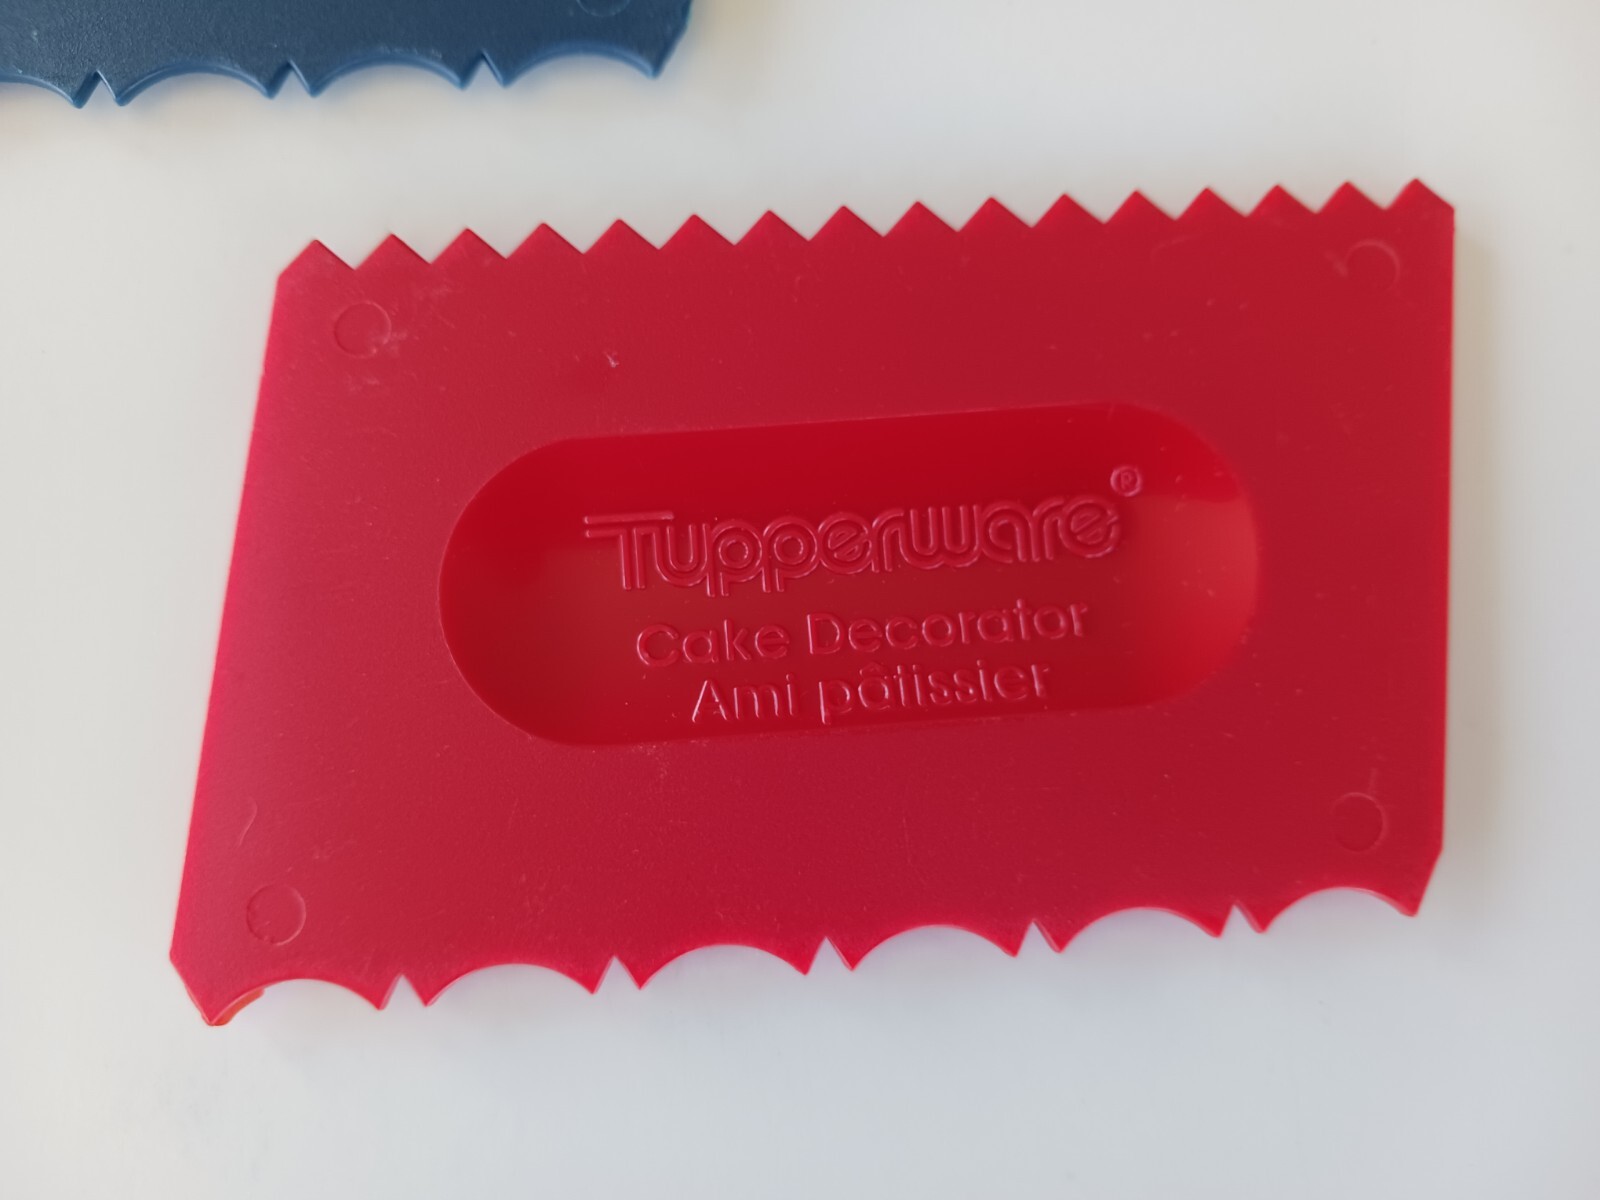 Tupperware®
Cake Decorator
Ami pâtissier